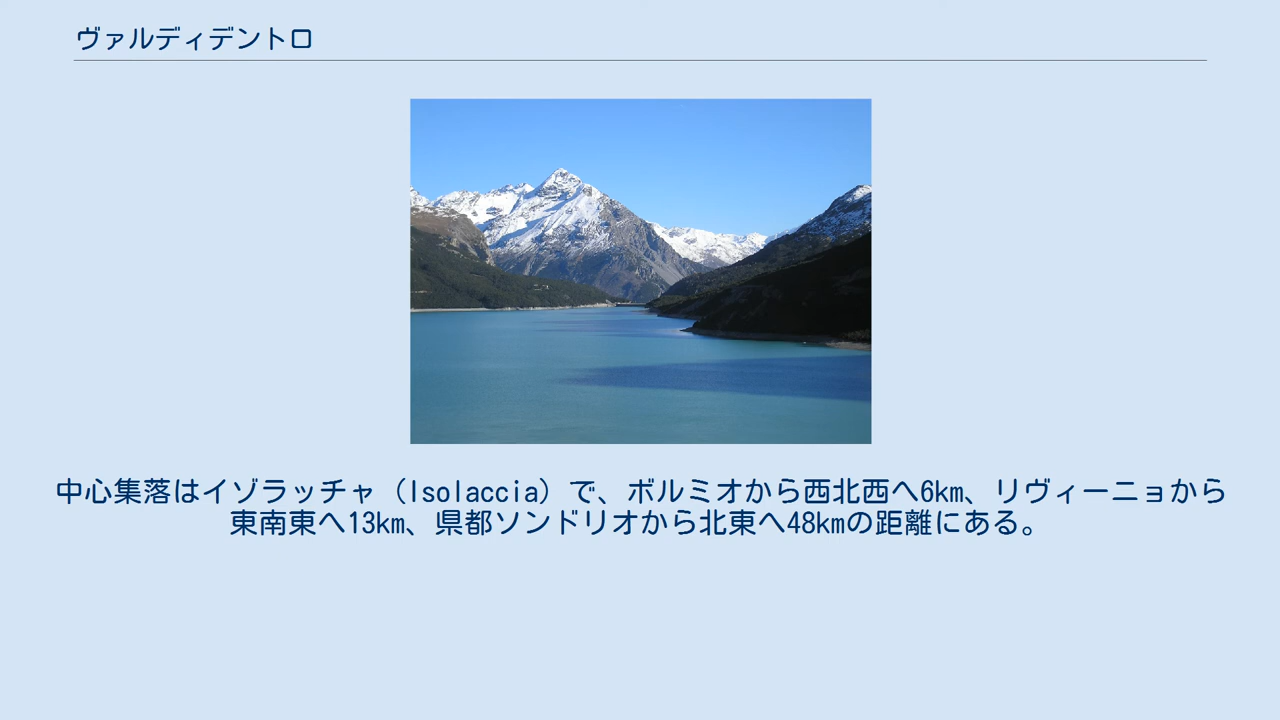 ヴァルディデントロ
中心集落はイゾラッチャ（Isolaccia）で、ボルミオから西北西へ6km、リヴィーニョから
東南東へ13km、県都ソンドリオから北東へ48kmの距離にある。